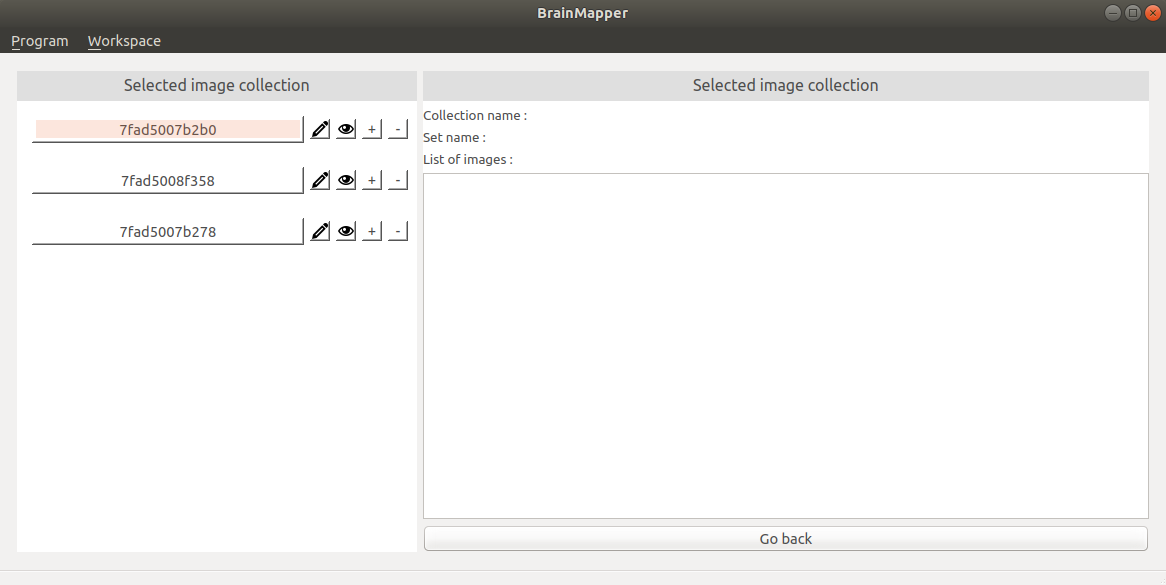 BrainMapper
Program Workspace
Selected image collection
7fad5007b2b0 + -
7fad5008f358 + -
7fad5007b278 + -
Selected image collection
Collection name :
Set name :
List of images :
Go back